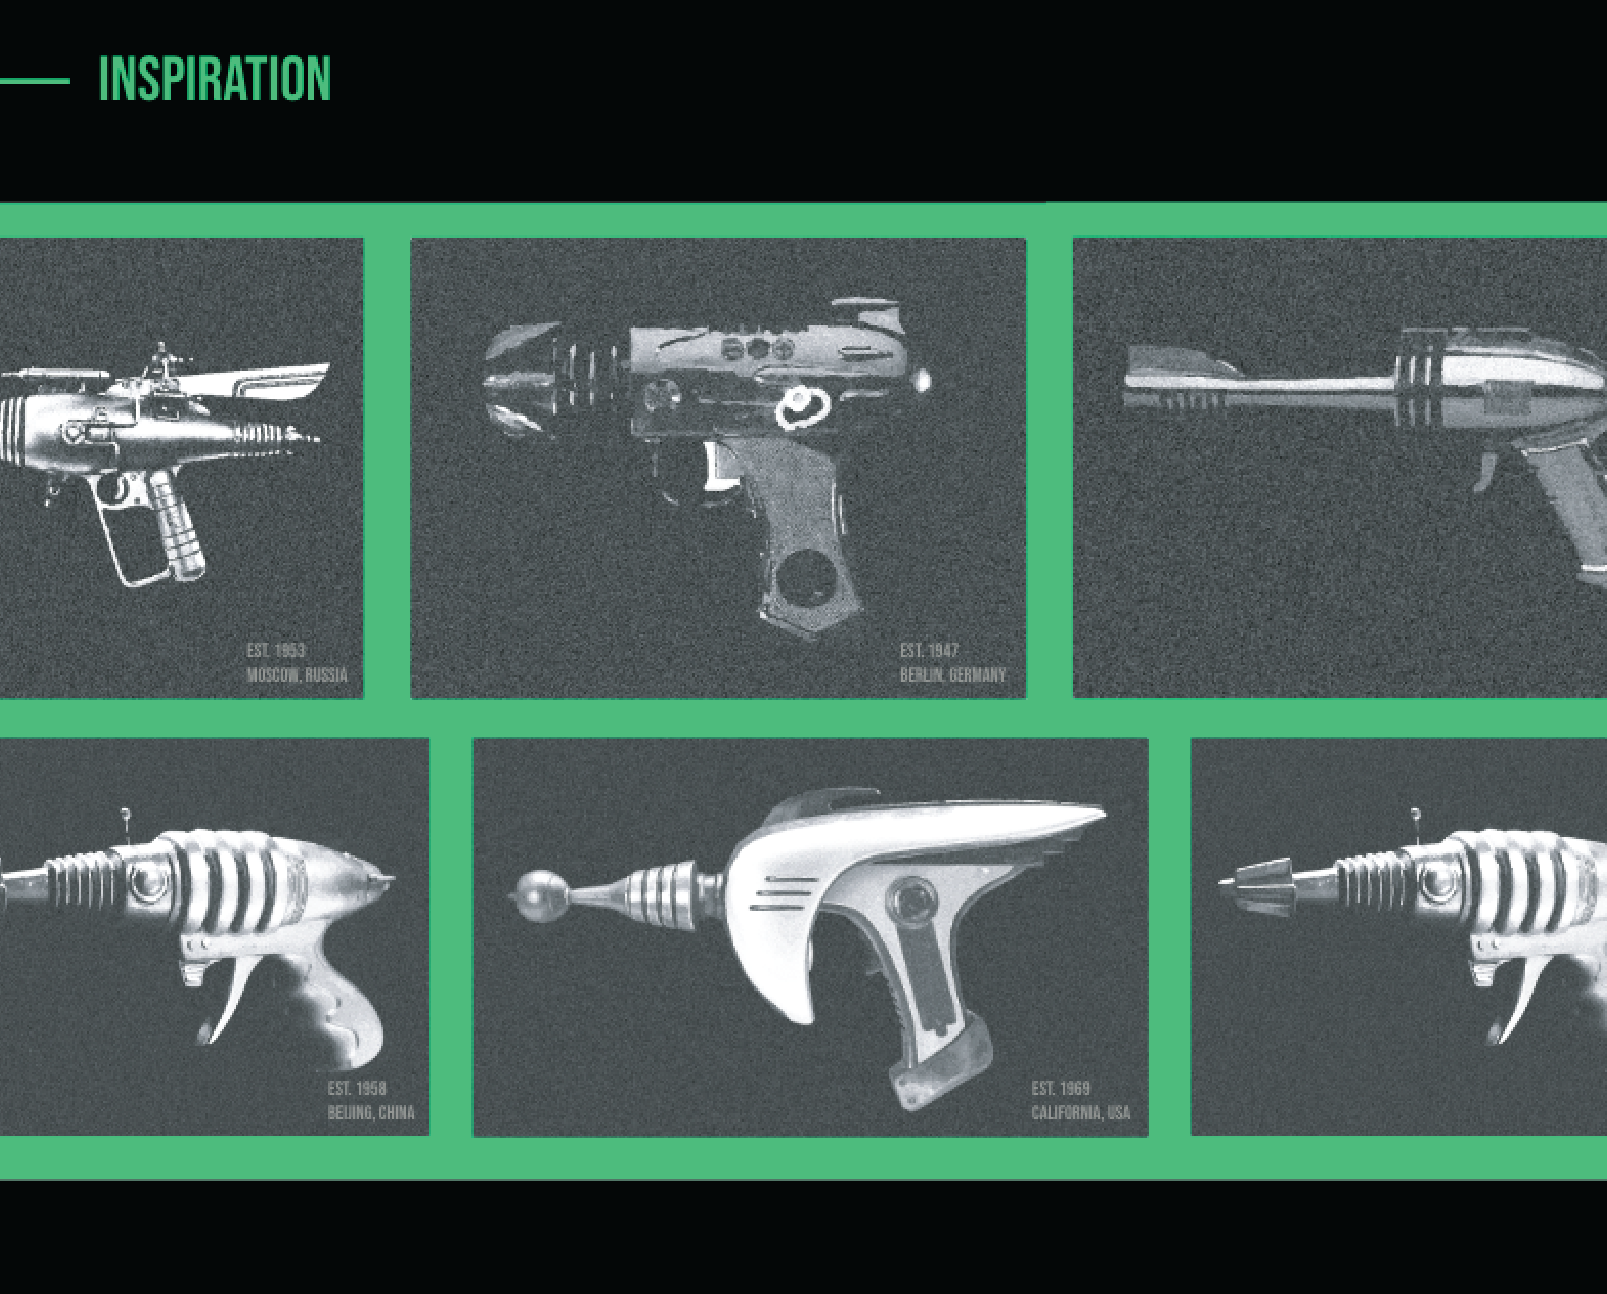 INSPIRATION
EST. 1953
MOSCOW, RUSSIA
EST. 1947
BERLIN, GERMANY
EST. 1958
BEIJING, CHINA
EST. 1969
CALIFORNIA, USA